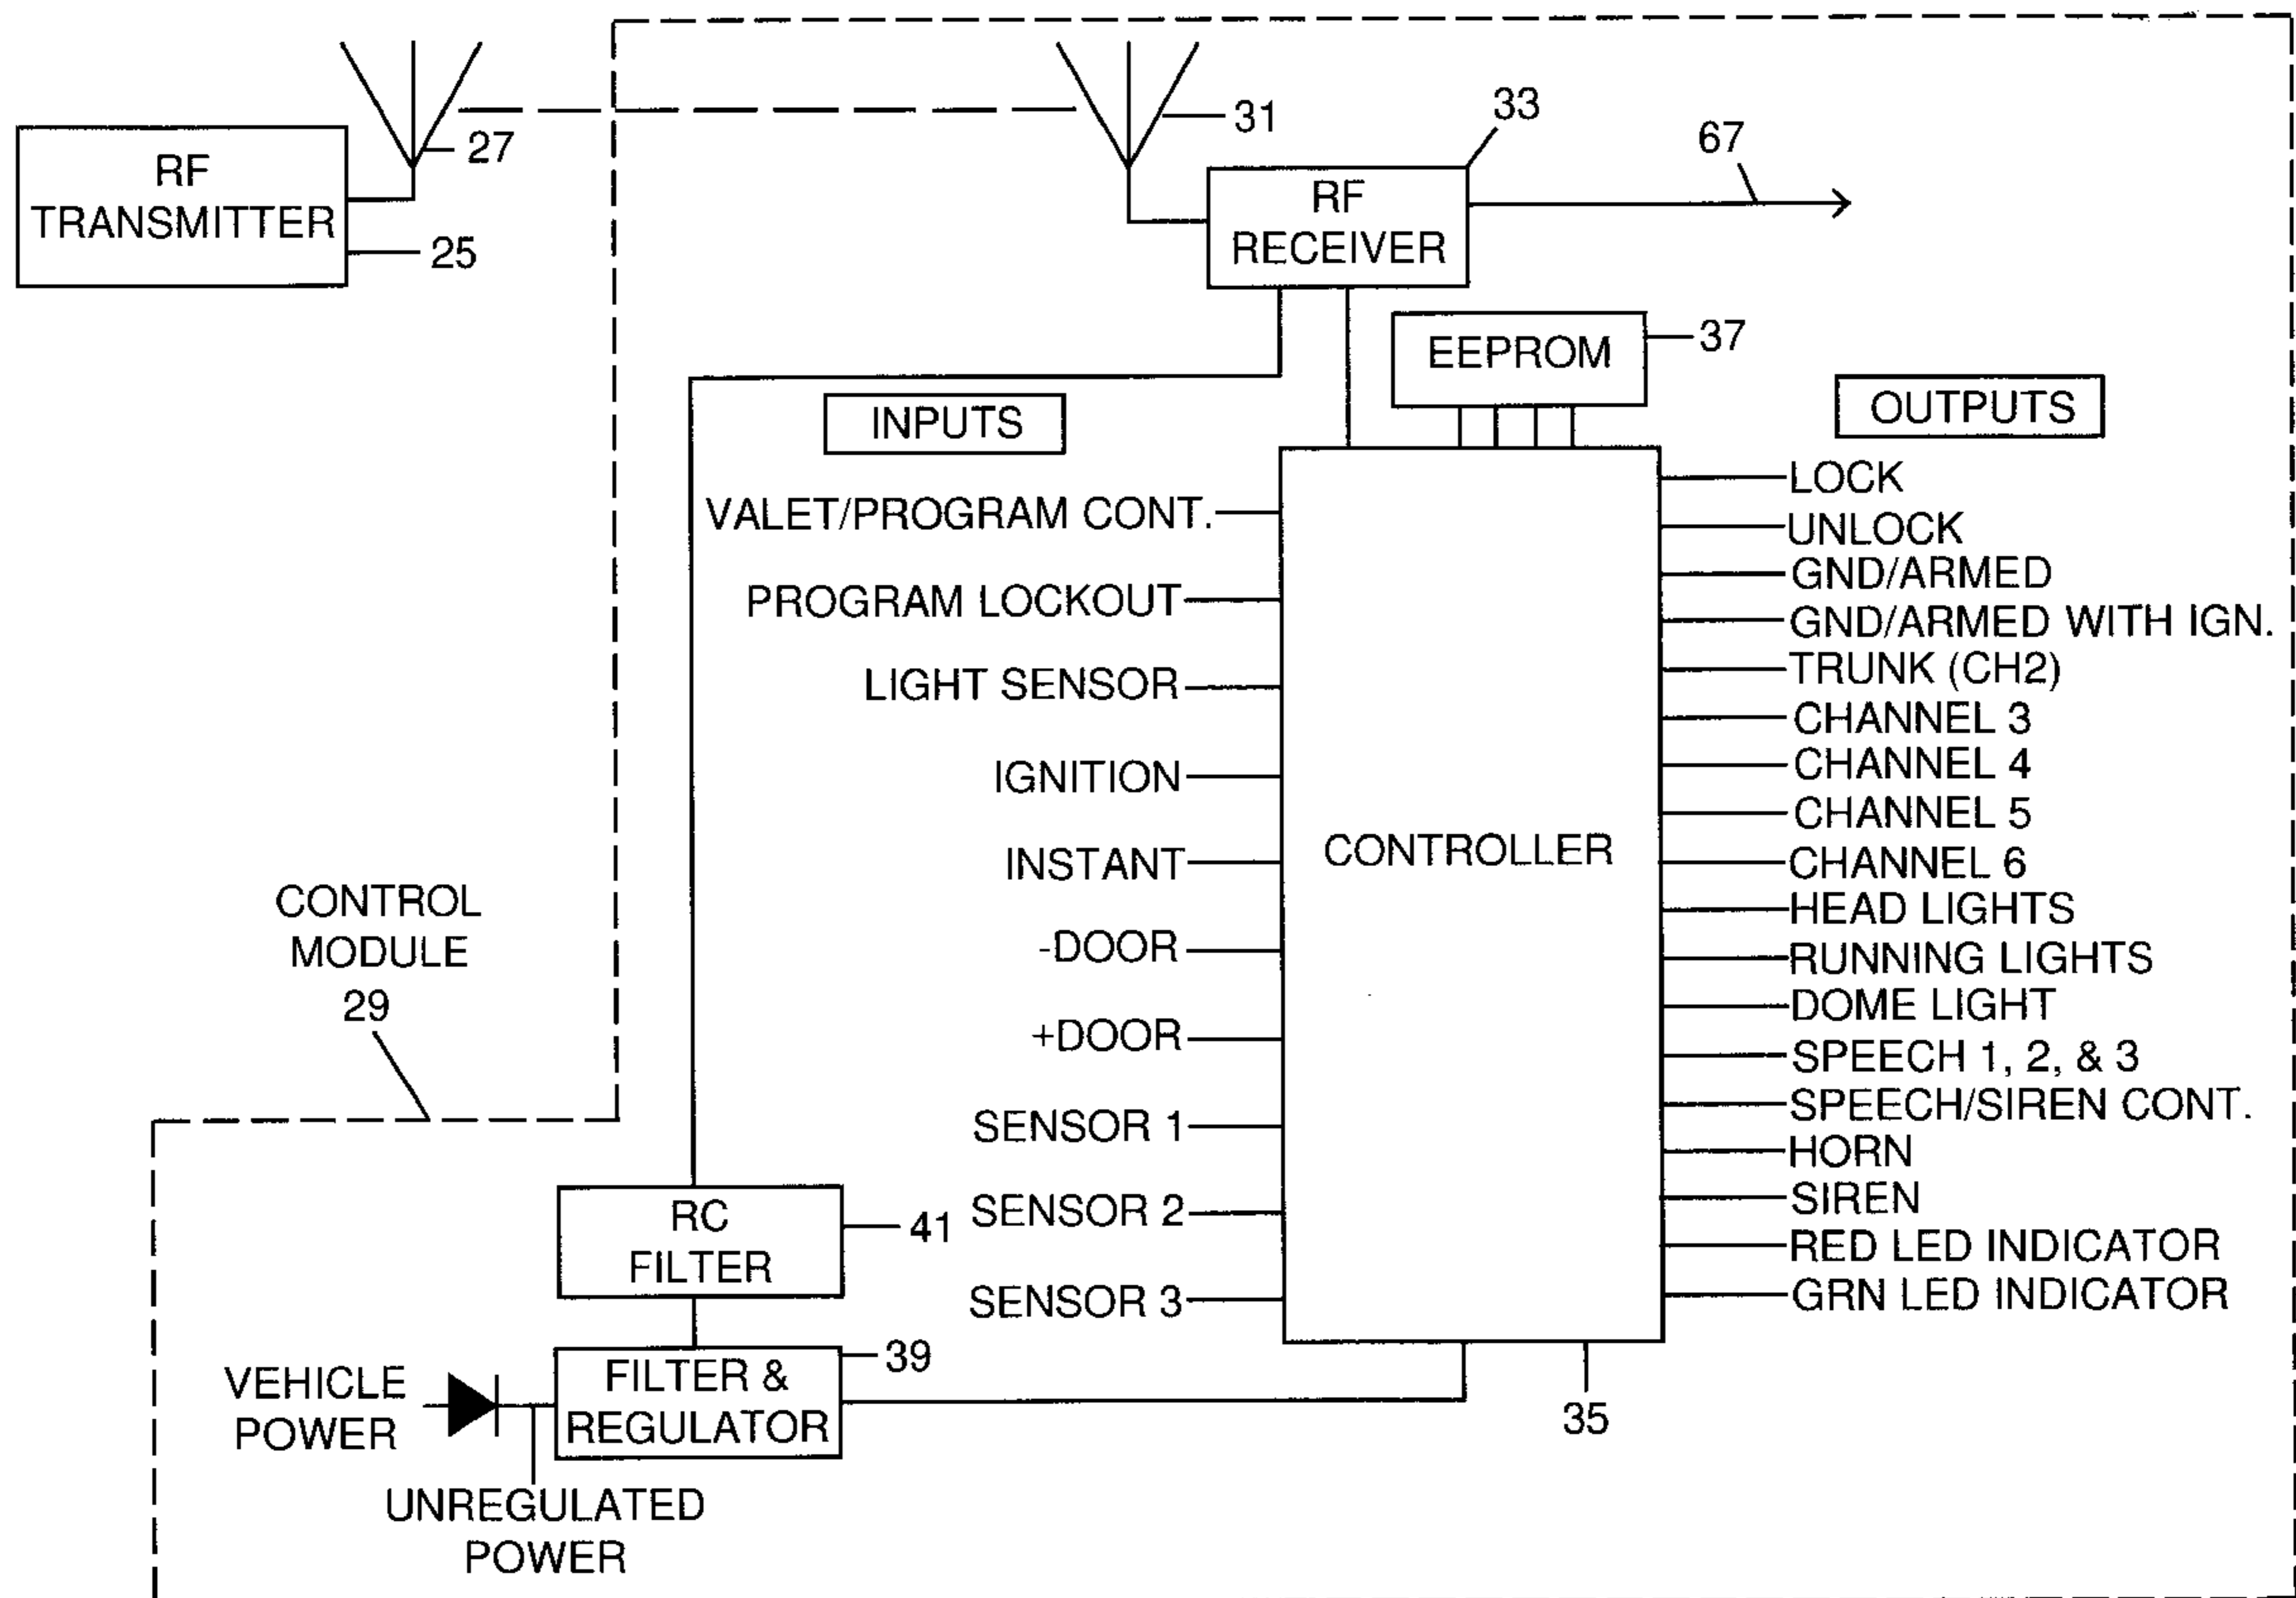 RF
TRANSMITTER
27
25
31
33
RF
RECEIVER
67
EEPROM
37
INPUTS
OUTPUTS
VALET/PROGRAM CONT.
PROGRAM LOCKOUT
LIGHT SENSOR
IGNITION
INSTANT
-DOOR
+DOOR
SENSOR 1
SENSOR 2
SENSOR 3
CONTROLLER
35
LOCK
UNLOCK
GND/ARMED
GND/ARMED WITH IGN.
TRUNK (CH2)
CHANNEL 3
CHANNEL 4
CHANNEL 5
CHANNEL 6
HEAD LIGHTS
RUNNING LIGHTS
DOME LIGHT
SPEECH 1, 2, & 3
SPEECH/SIREN CONT.
HORN
SIREN
RED LED INDICATOR
GRN LED INDICATOR
CONTROL
MODULE
29
RC
FILTER
41
FILTER &
REGULATOR
39
VEHICLE
POWER
UNREGULATED
POWER